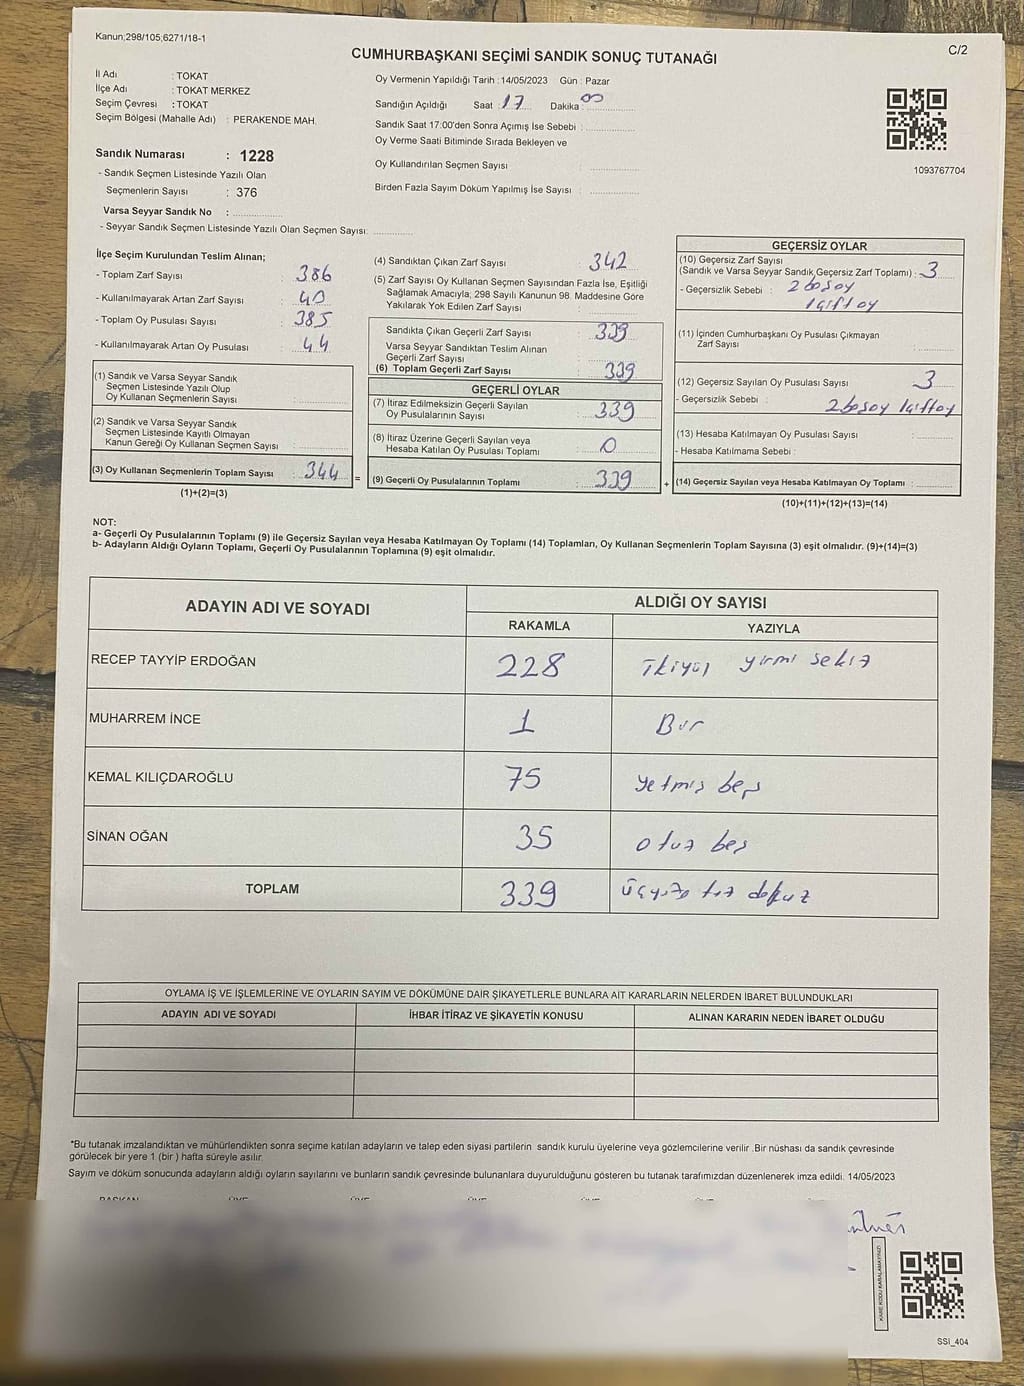 Kanun;298/105;6271/18-1
C/2
CUMHURBAŞKANI SEÇİMİ SANDIK SONUÇ TUTANAĞI
İl Adı : TOKAT
İlçe Adı : TOKAT MERKEZ
Seçim Çevresi : TOKAT
Seçim Bölgesi (Mahalle Adı) : PERAKENDE MAH.
Sandık Numarası : 1228
- Sandık Seçmen Listesinde Yazılı Olan
Seçmenlerin Sayısı : 376
Varsa Seyyar Sandık No :
- Seyyar Sandık Seçmen Listesinde Yazılı Olan Seçmen Sayısı:
Oy Vermenin Yapıldığı Tarih : 14/05/2023 Gün : Pazar
Sandığın Açıldığı Saat : 17 Dakika : 00
Sandık Saat 17:00'den Sonra Açımış İse Sebebi :
Oy Verme Saati Bitiminde Sırada Bekleyen ve
Oy Kullandırılan Seçmen Sayısı :
Birden Fazla Sayım Döküm Yapılmış İse Sayısı :
1093767704
İlçe Seçim Kurulundan Teslim Alınan;
- Toplam Zarf Sayısı : 386
- Kullanılmayarak Artan Zarf Sayısı : 40
- Toplam Oy Pusulası Sayısı : 385
- Kullanılmayarak Artan Oy Pusulası : 44
(1) Sandık ve Varsa Seyyar Sandık
Seçmen Listesinde Yazılı Olup
Oy Kullanan Seçmenlerin Sayısı :
(2) Sandık ve Varsa Seyyar Sandık
Seçmen Listesinde Kayıtlı Olmayan
Kanun Gereği Oy Kullanan Seçmen Sayısı :
(3) Oy Kullanan Seçmenlerin Toplam Sayısı : 344 =
(1)+(2)=(3)
(4) Sandıktan Çıkan Zarf Sayısı : 342
(5) Zarf Sayısı Oy Kullanan Seçmen Sayısından Fazla İse, Eşitliği
Sağlamak Amacıyla; 298 Sayılı Kanunun 98. Maddesine Göre
Yakılarak Yok Edilen Zarf Sayısı :
Sandıkta Çıkan Geçerli Zarf Sayısı : 339
Varsa Seyyar Sandıktan Teslim Alınan
Geçerli Zarf Sayısı :
(6) Toplam Geçerli Zarf Sayısı : 339
GEÇERLİ OYLAR
(7) İtiraz Edilmeksizin Geçerli Sayılan
Oy Pusulalarının Sayısı : 339
(8) İtiraz Üzerine Geçerli Sayılan veya
Hesaba Katılan Oy Pusulası Toplamı : 0
(9) Geçerli Oy Pusulalarının Toplamı : 339 +
GEÇERSİZ OYLAR
(10) Geçersiz Zarf Sayısı
(Sandık ve Varsa Seyyar Sandık Geçersiz Zarf Toplamı) : 3
- Geçersizlik Sebebi : 2 boşoy
1 çift oy
(11) İçinden Cumhurbaşkanı Oy Pusulası Çıkmayan
Zarf Sayısı :
(12) Geçersiz Sayılan Oy Pusulası Sayısı : 3
- Geçersizlik Sebebi : 2 boşoy 1 çiftoy
(13) Hesaba Katılmayan Oy Pusulası Sayısı :
- Hesaba Katılmama Sebebi :
(14) Geçersiz Sayılan veya Hesaba Katılmayan Oy Toplamı :
(10)+(11)+(12)+(13)=(14)
NOT:
a- Geçerli Oy Pusulalarının Toplamı (9) ile Geçersiz Sayılan veya Hesaba Katılmayan Oy Toplamı (14) Toplamları, Oy Kullanan Seçmenlerin Toplam Sayısına (3) eşit olmalıdır. (9)+(14)=(3)
b- Adayların Aldığı Oyların Toplamı, Geçerli Oy Pusulalarının Toplamına (9) eşit olmalıdır.
ADAYIN ADI VE SOYADI
ALDIĞI OY SAYISI
RAKAMLA YAZIYLA
RECEP TAYYİP ERDOĞAN 228 ikiyüz yirmi sekiz
MUHARREM İNCE 1 Bir
KEMAL KILIÇDAROĞLU 75 yetmiş beş
SİNAN OĞAN 35 otuz beş
TOPLAM 339 üçyüz otuz dokuz
OYLAMA İŞ VE İŞLEMLERİNE VE OYLARIN SAYIM VE DÖKÜMÜNE DAİR ŞİKAYETLERLE BUNLARA AİT KARARLARIN NELERDEN İBARET BULUNDUKLARI
ADAYIN ADI VE SOYADI İHBAR İTİRAZ VE ŞİKAYETİN KONUSU ALINAN KARARIN NEDEN İBARET OLDUĞU
*Bu tutanak imzalandıktan ve mühürlendikten sonra seçime katılan adayların ve talep eden siyasi partilerin sandık kurulu üyelerine veya gözlemcilerine verilir .Bir nüshası da sandık çevresinde
görülecek bir yere 1 (bir ) hafta süreyle asılır.
Sayım ve döküm sonucunda adayların aldığı oyların sayılarını ve bunların sandık çevresinde bulunanlara duyurulduğunu gösteren bu tutanak tarafımızdan düzenlenerek imza edildi. 14/05/2023
BAŞKAN ÜYE ÜYE ÜYE
KARE KODU KARALAMAYINIZ!
SSI_404